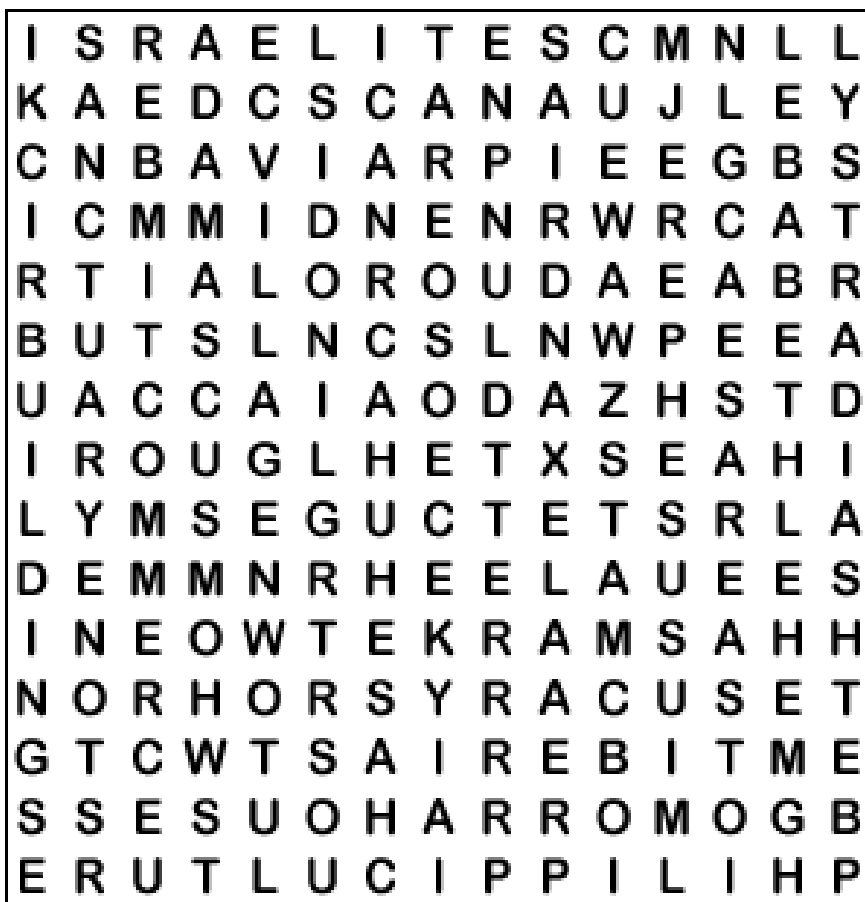 I S R A E L I T E S C M N L L
K A E D C S C A N A U J L E Y
C N B A V I A R P I E E G B S
I C M M I D N E N R W R C A T
R T I A L O R O U D A E A B R
B U T S L N C S L N W P E E A
U A C C A I A O D A Z H S T D
I R O U G L H E T X S E A H I
L Y M S E G U C T E T S R L A
D E M M N R H E E L A U E E S
I N E O W T E K R A M S A H H
N O R H O R S Y R A C U S E T
G T C W T S A I R E B I T M E
S S E S U O H A R R O M O G B
E R U T L U C I P P I L I H P